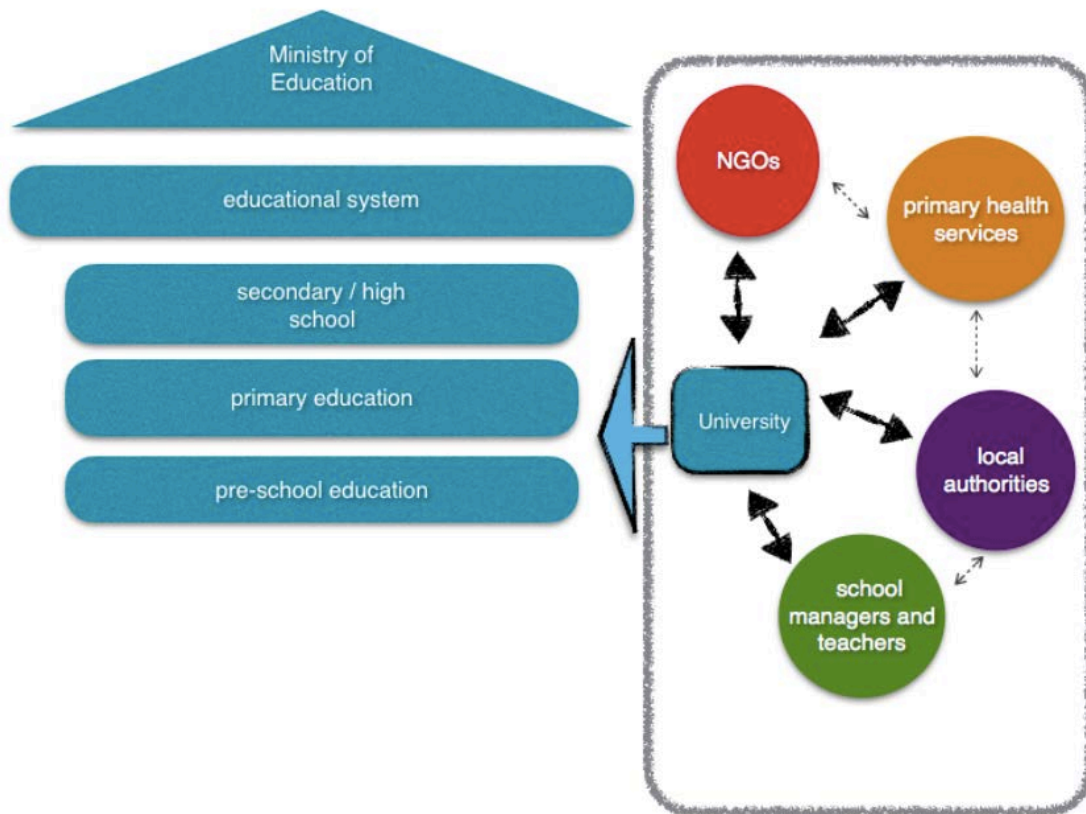 Ministry of
Education
educational system
secondary / high
school
primary education
pre-school education
NGOs
primary health
services
University
local
authorities
school
managers and
teachers